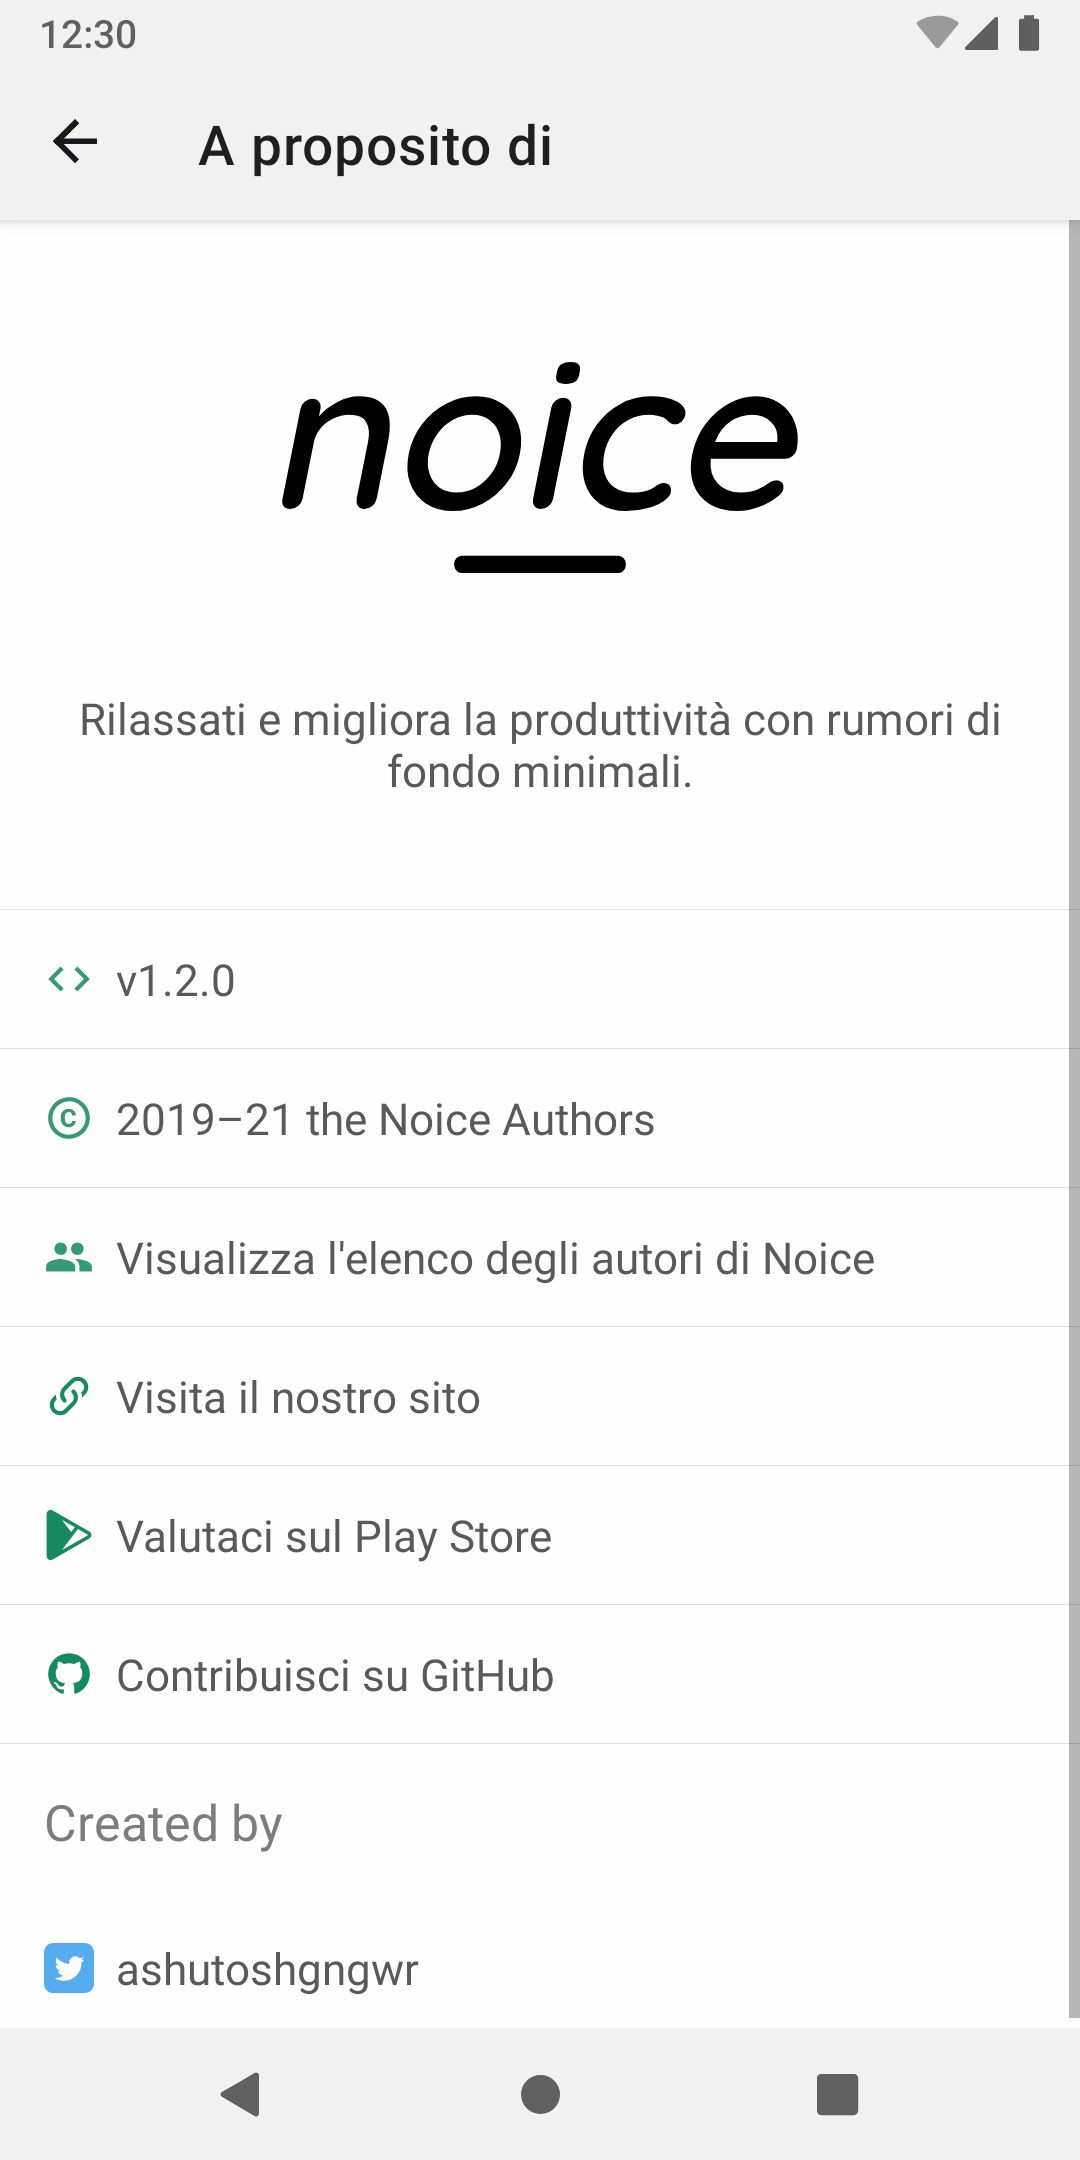 12:30
A proposito di
noice
Rilassati e migliora la produttività con rumori di
fondo minimali.
v1.2.0
2019–21 the Noice Authors
Visualizza l'elenco degli autori di Noice
Visita il nostro sito
Valutaci sul Play Store
Contribuisci su GitHub
Created by
ashutoshgngwr